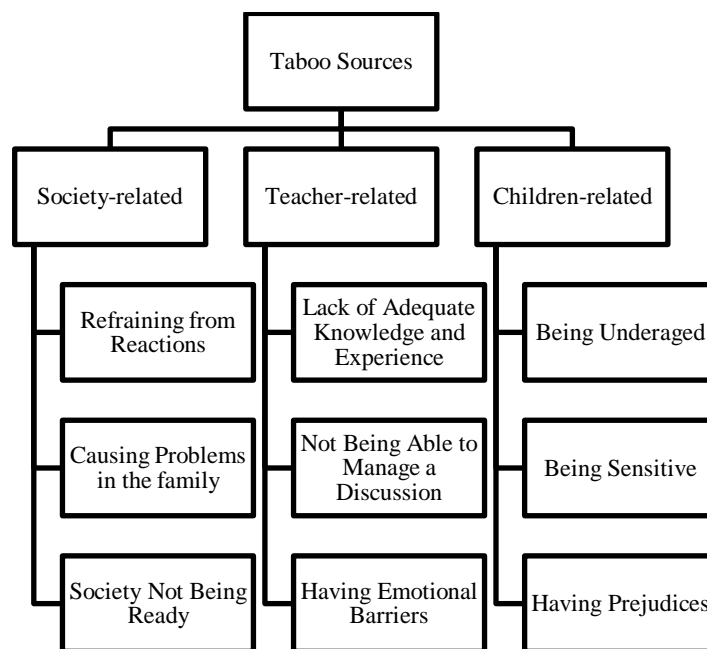 Taboo Sources
Society-related
Teacher-related
Children-related
Refraining from
Reactions
Causing Problems
in the family
Society Not Being
Ready
Lack of Adequate
Knowledge and
Experience
Not Being Able to
Manage a
Discussion
Having Emotional
Barriers
Being Underaged
Being Sensitive
Having Prejudices